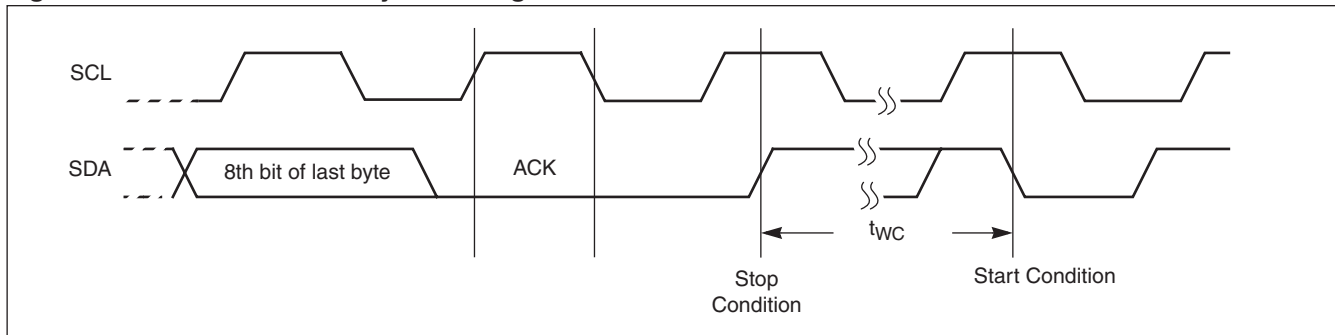 SCL
SDA
8th bit of last byte
ACK
tWC
Stop
Condition
Start Condition